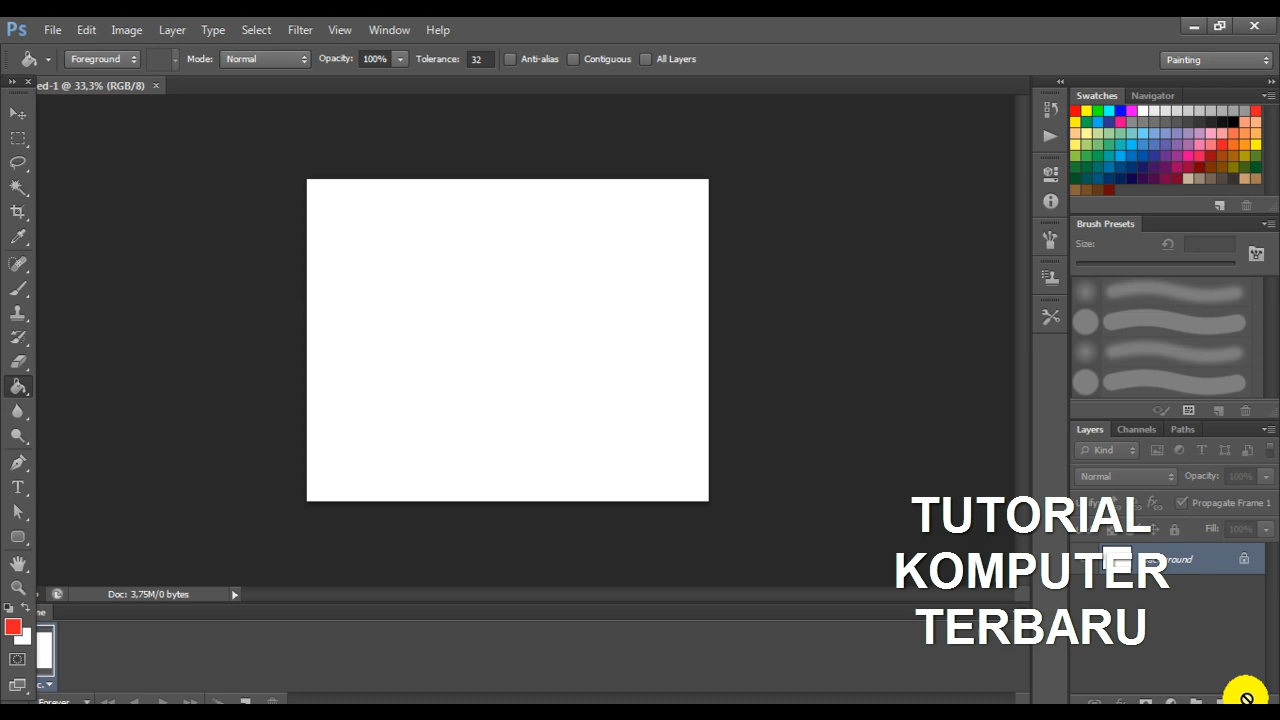 Ps File Edit Image Layer Type Select Filter View Window Help
Foreground Mode: Normal Opacity: 100% Tolerance: 32 Anti-alias Contiguous All Layers Painting
ed-1 @ 33,3% (RGB/8) ×
Swatches Navigator
Brush Presets
Size:
Layers Channels Paths
Kind
Normal Opacity: 100%
Propagate Frame 1
Fill: 100%
TUTORIAL
KOMPUTER
TERBARU
Doc: 3,75M/0 bytes
Forever